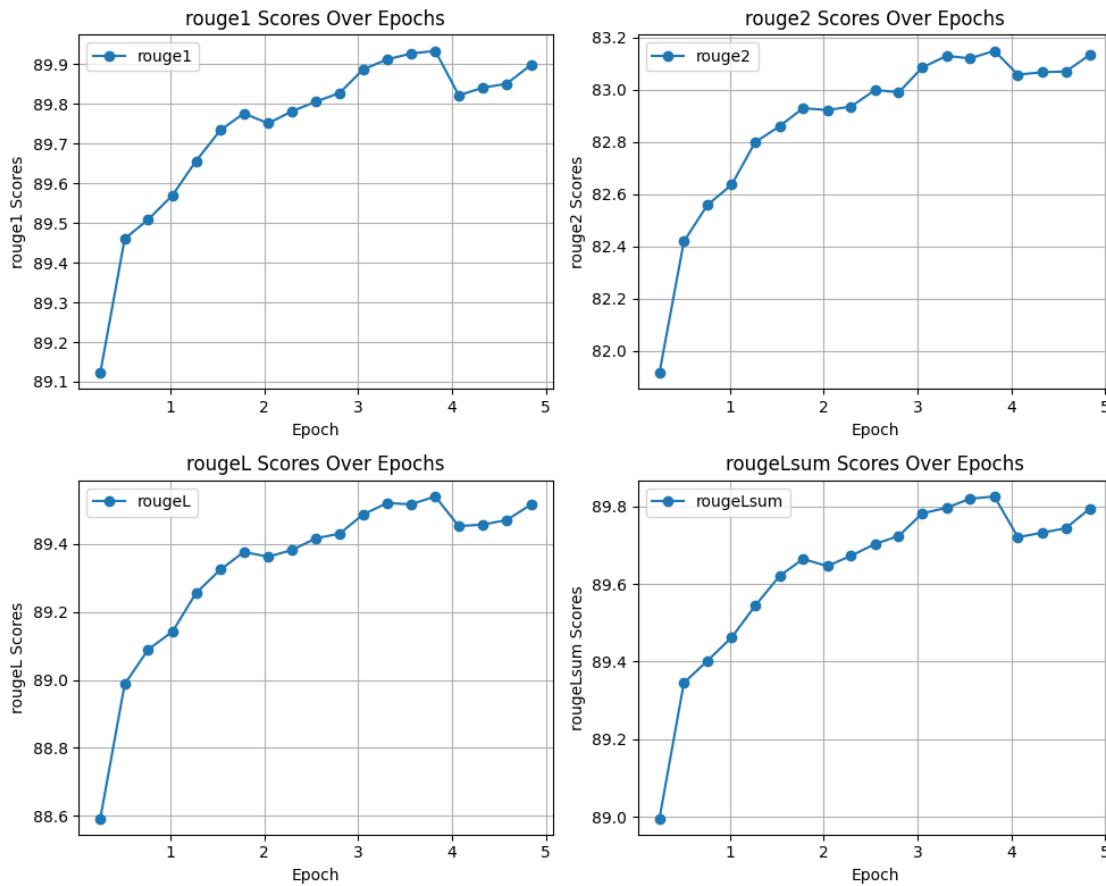 rouge1 Scores Over Epochs
rouge1
rouge1 Scores
89.9
89.8
89.7
89.6
89.5
89.4
89.3
89.2
89.1
1 2 3 4 5
Epoch
rouge2 Scores Over Epochs
rouge2
rouge2 Scores
83.2
83.0
82.8
82.6
82.4
82.2
82.0
1 2 3 4 5
Epoch
rougeL Scores Over Epochs
rougeL
rougeL Scores
89.4
89.2
89.0
88.8
88.6
1 2 3 4 5
Epoch
rougeLsum Scores Over Epochs
rougeLsum
rougeLsum Scores
89.8
89.6
89.4
89.2
89.0
1 2 3 4 5
Epoch